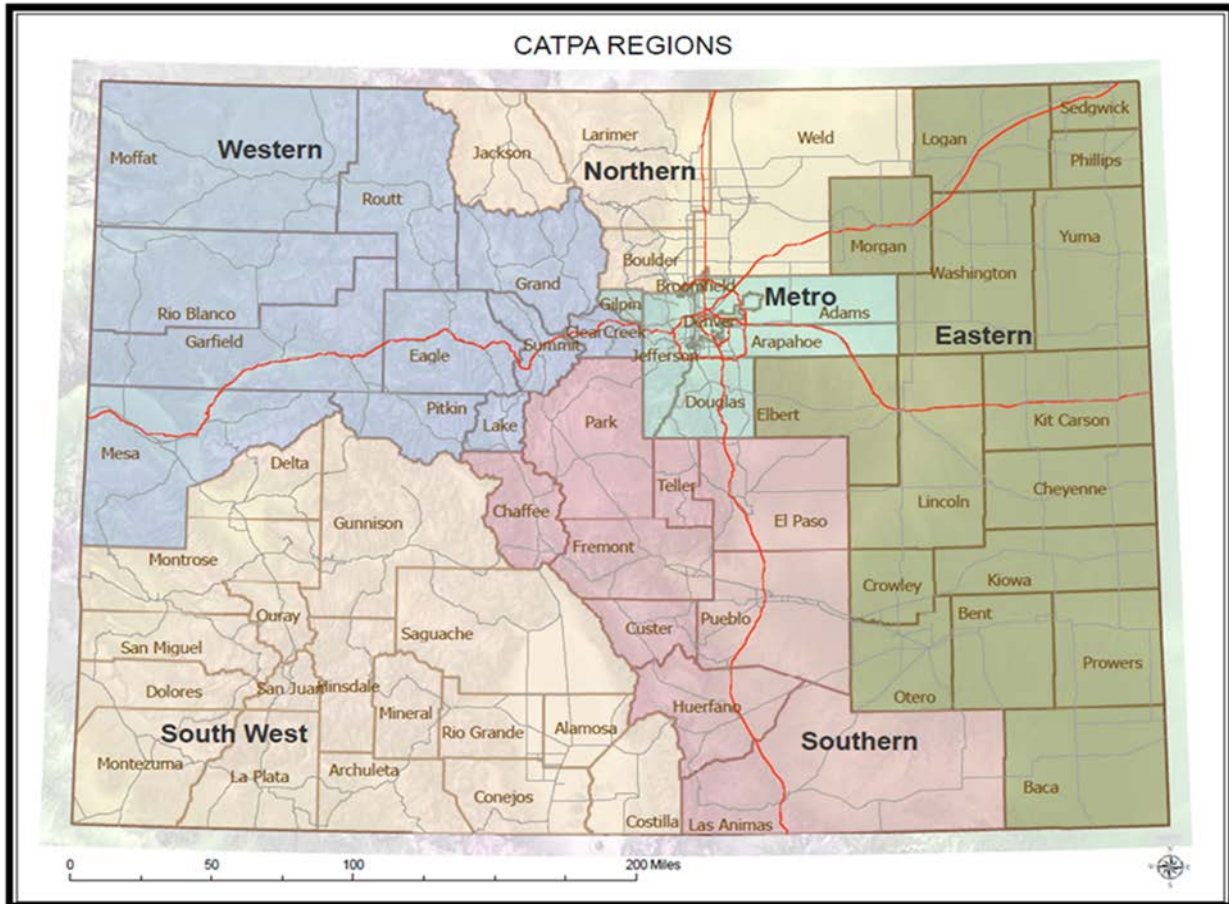 CATPA REGIONS
Sedgwick
Larimer
Weld
Logan
Western
Jackson
Moffat
Phillips
Northern
Routt
Yuma
Morgan
Boulder
Washington
Grand
Broomfield
Metro
Gilpin
Rio Blanco
Adams
Denver
Clear Creek
Eastern
Garfield
Summit
Arapahoe
Eagle
Jefferson
Pitkin
Douglas
Elbert
Lake
Park
Kit Carson
Mesa
Delta
Teller
Cheyenne
Lincoln
Chaffee
Gunnison
El Paso
Fremont
Montrose
Kiowa
Crowley
Ouray
Bent
Pueblo
Custer
Saguache
San Miguel
Prowers
Dolores
San Juan
Hinsdale
Otero
Huerfano
Mineral
Alamosa
South West
Rio Grande
Southern
Montezuma
Archuleta
La Plata
Baca
Conejos
Costilla
Las Animas
0 50 100 200 Miles